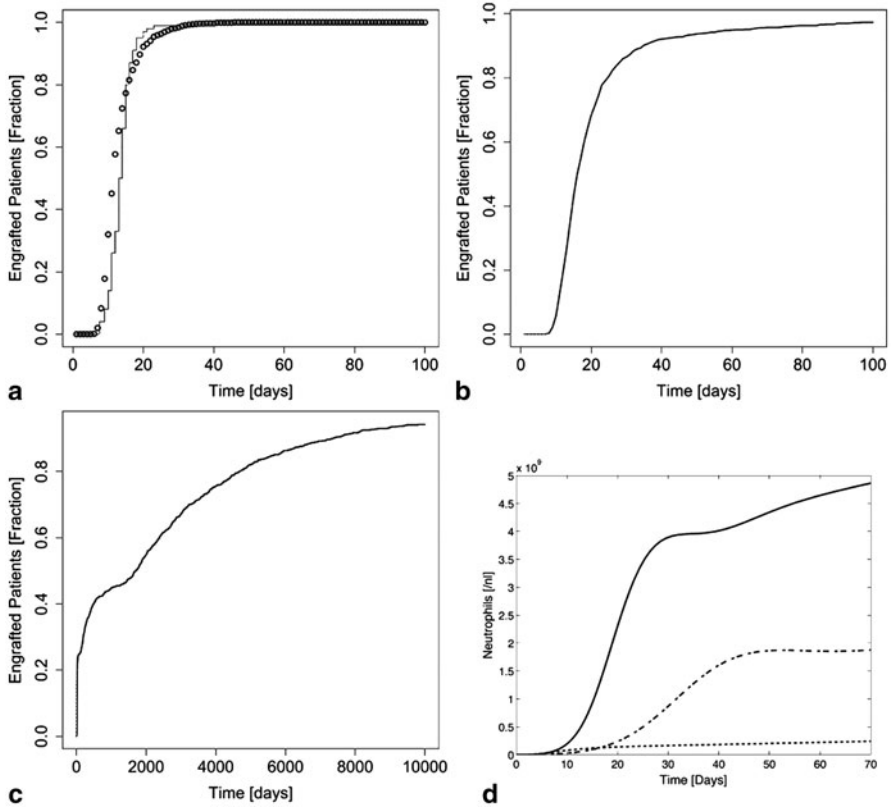 Engrafted Patients [Fraction]
1.0
0.8
0.6
0.4
0.2
0.0
0 20 40 60 80 100
Time [days]
a
Engrafted Patients [Fraction]
1.0
0.8
0.6
0.4
0.2
0.0
0 20 40 60 80 100
Time [days]
b
Engrafted Patients [Fraction]
0.8
0.6
0.4
0.2
0.0
0 2000 4000 6000 8000 10000
Time [days]
c
x 10⁹
Neutrophils [/nl]
5
4.5
4
3.5
3
2.5
2
1.5
1
0.5
0
0 10 20 30 40 50 60 70
Time [Days]
d